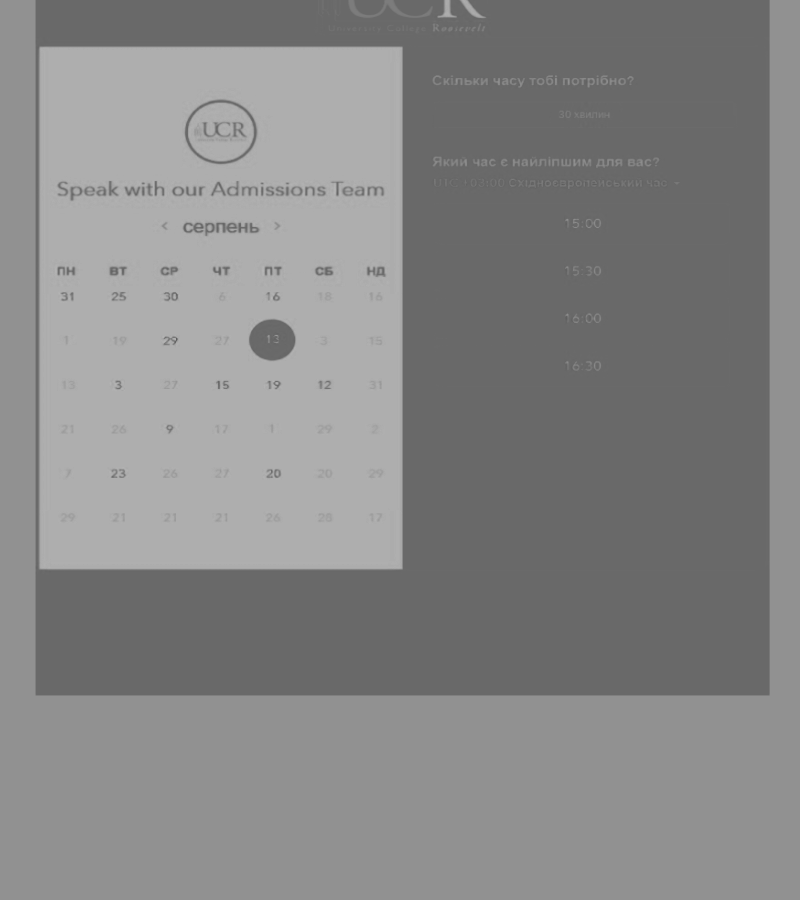 UCR
University College Roosevelt
UCR
Speak with our Admissions Team
< серпень >
ПН ВТ СР ЧТ ПТ СБ НД
31 25 30 6 16 18 16
1 19 29 27 13 3 15
13 3 27 15 19 12 31
21 26 9 17 1 29 2
7 23 26 27 20 20 29
29 21 21 21 26 28 17
Скільки часу тобі потрібно?
30 хвилин
Який час є найліпшим для вас?
Східноєвропейський час
15:00
15:30
16:00
16:30